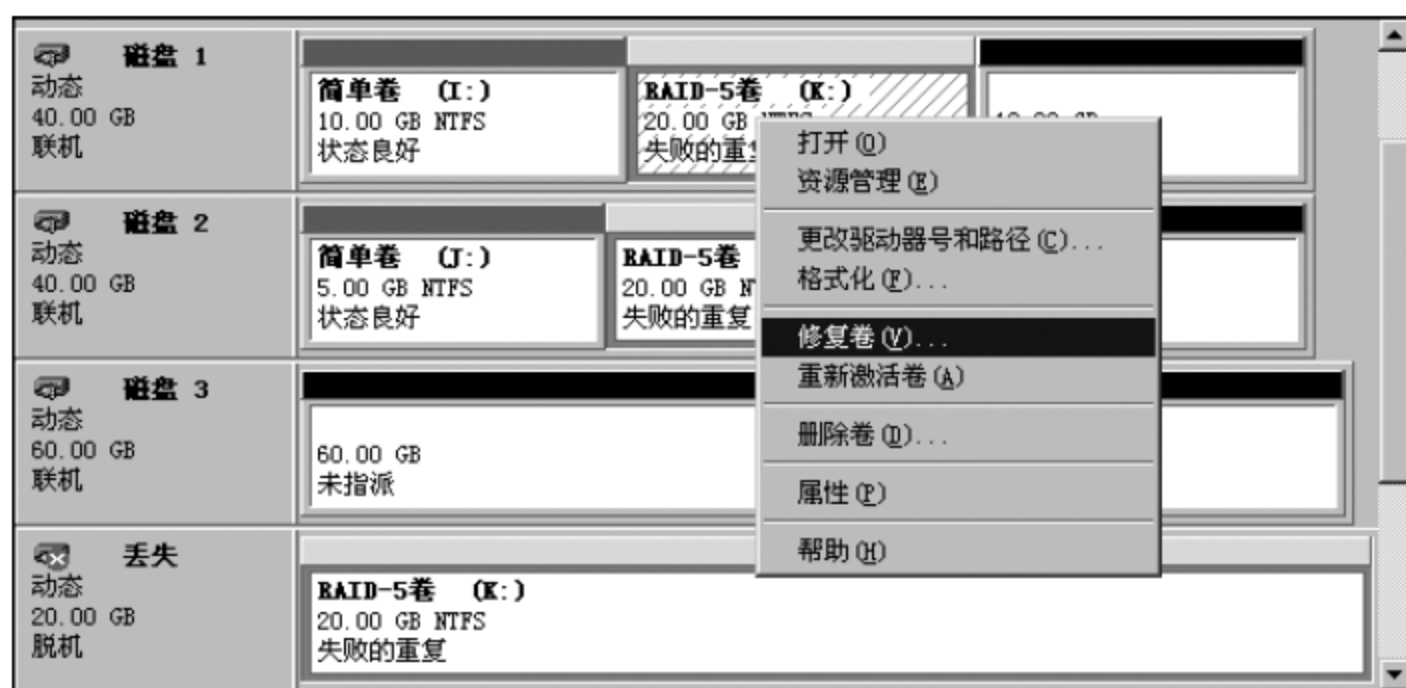 磁盘 1
动态
40.00 GB
联机
简单卷 (I:)
10.00 GB NTFS
状态良好
RAID-5卷 (K:)
20.00 GB
失败的重
磁盘 2
动态
40.00 GB
联机
简单卷 (J:)
5.00 GB NTFS
状态良好
RAID-5卷
20.00 GB
失败的重复
磁盘 3
动态
60.00 GB
联机
60.00 GB
未指派
丢失
动态
20.00 GB
脱机
RAID-5卷 (K:)
20.00 GB NTFS
失败的重复
打开(O)
资源管理(E)
更改驱动器号和路径(C)...
格式化(F)...
修复卷(V)...
重新激活卷(A)
删除卷(D)...
属性(P)
帮助(H)